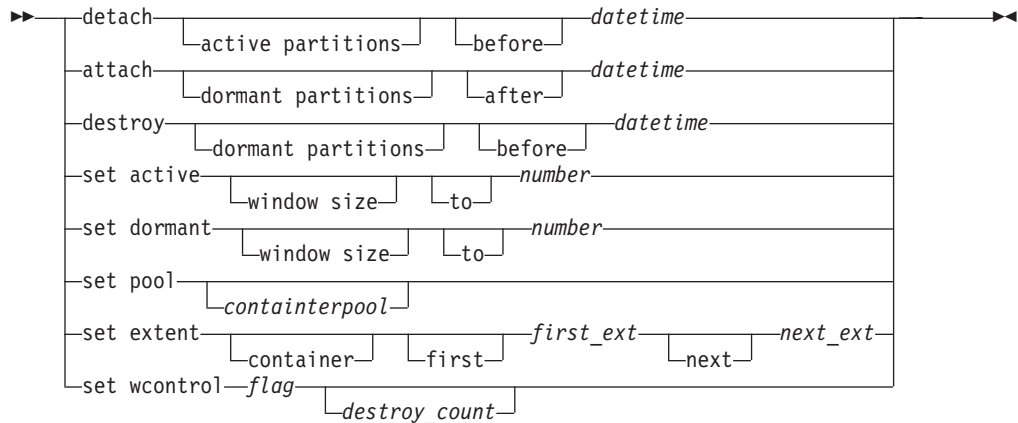 detach active partitions before datetime
attach dormant partitions after datetime
destroy dormant partitions before datetime
set active window size to number
set dormant window size to number
set pool containterpool
set extent container first first_ext next next_ext
set wcontrol flag destroy_count